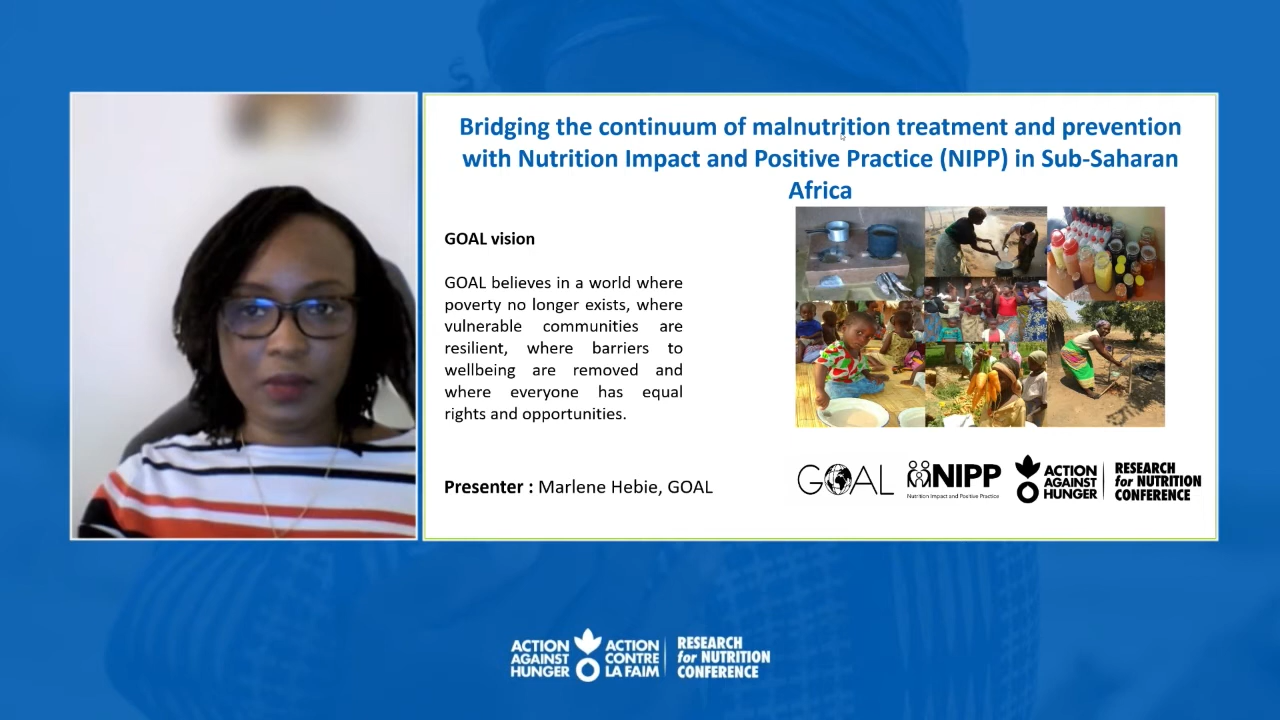 Bridging the continuum of malnutrition treatment and prevention
with Nutrition Impact and Positive Practice (NIPP) in Sub-Saharan
Africa
GOAL vision
GOAL believes in a world where
poverty no longer exists, where
vulnerable communities are
resilient, where barriers to
wellbeing are removed and
where everyone has equal
rights and opportunities.
Presenter : Marlene Hebie, GOAL
GOAL
NIPP
Nutrition Impact and Positive Practice
ACTION
AGAINST
HUNGER
RESEARCH
for NUTRITION
CONFERENCE
ACTION
AGAINST
HUNGER
ACTION
CONTRE
LA FAIM
RESEARCH
for NUTRITION
CONFERENCE